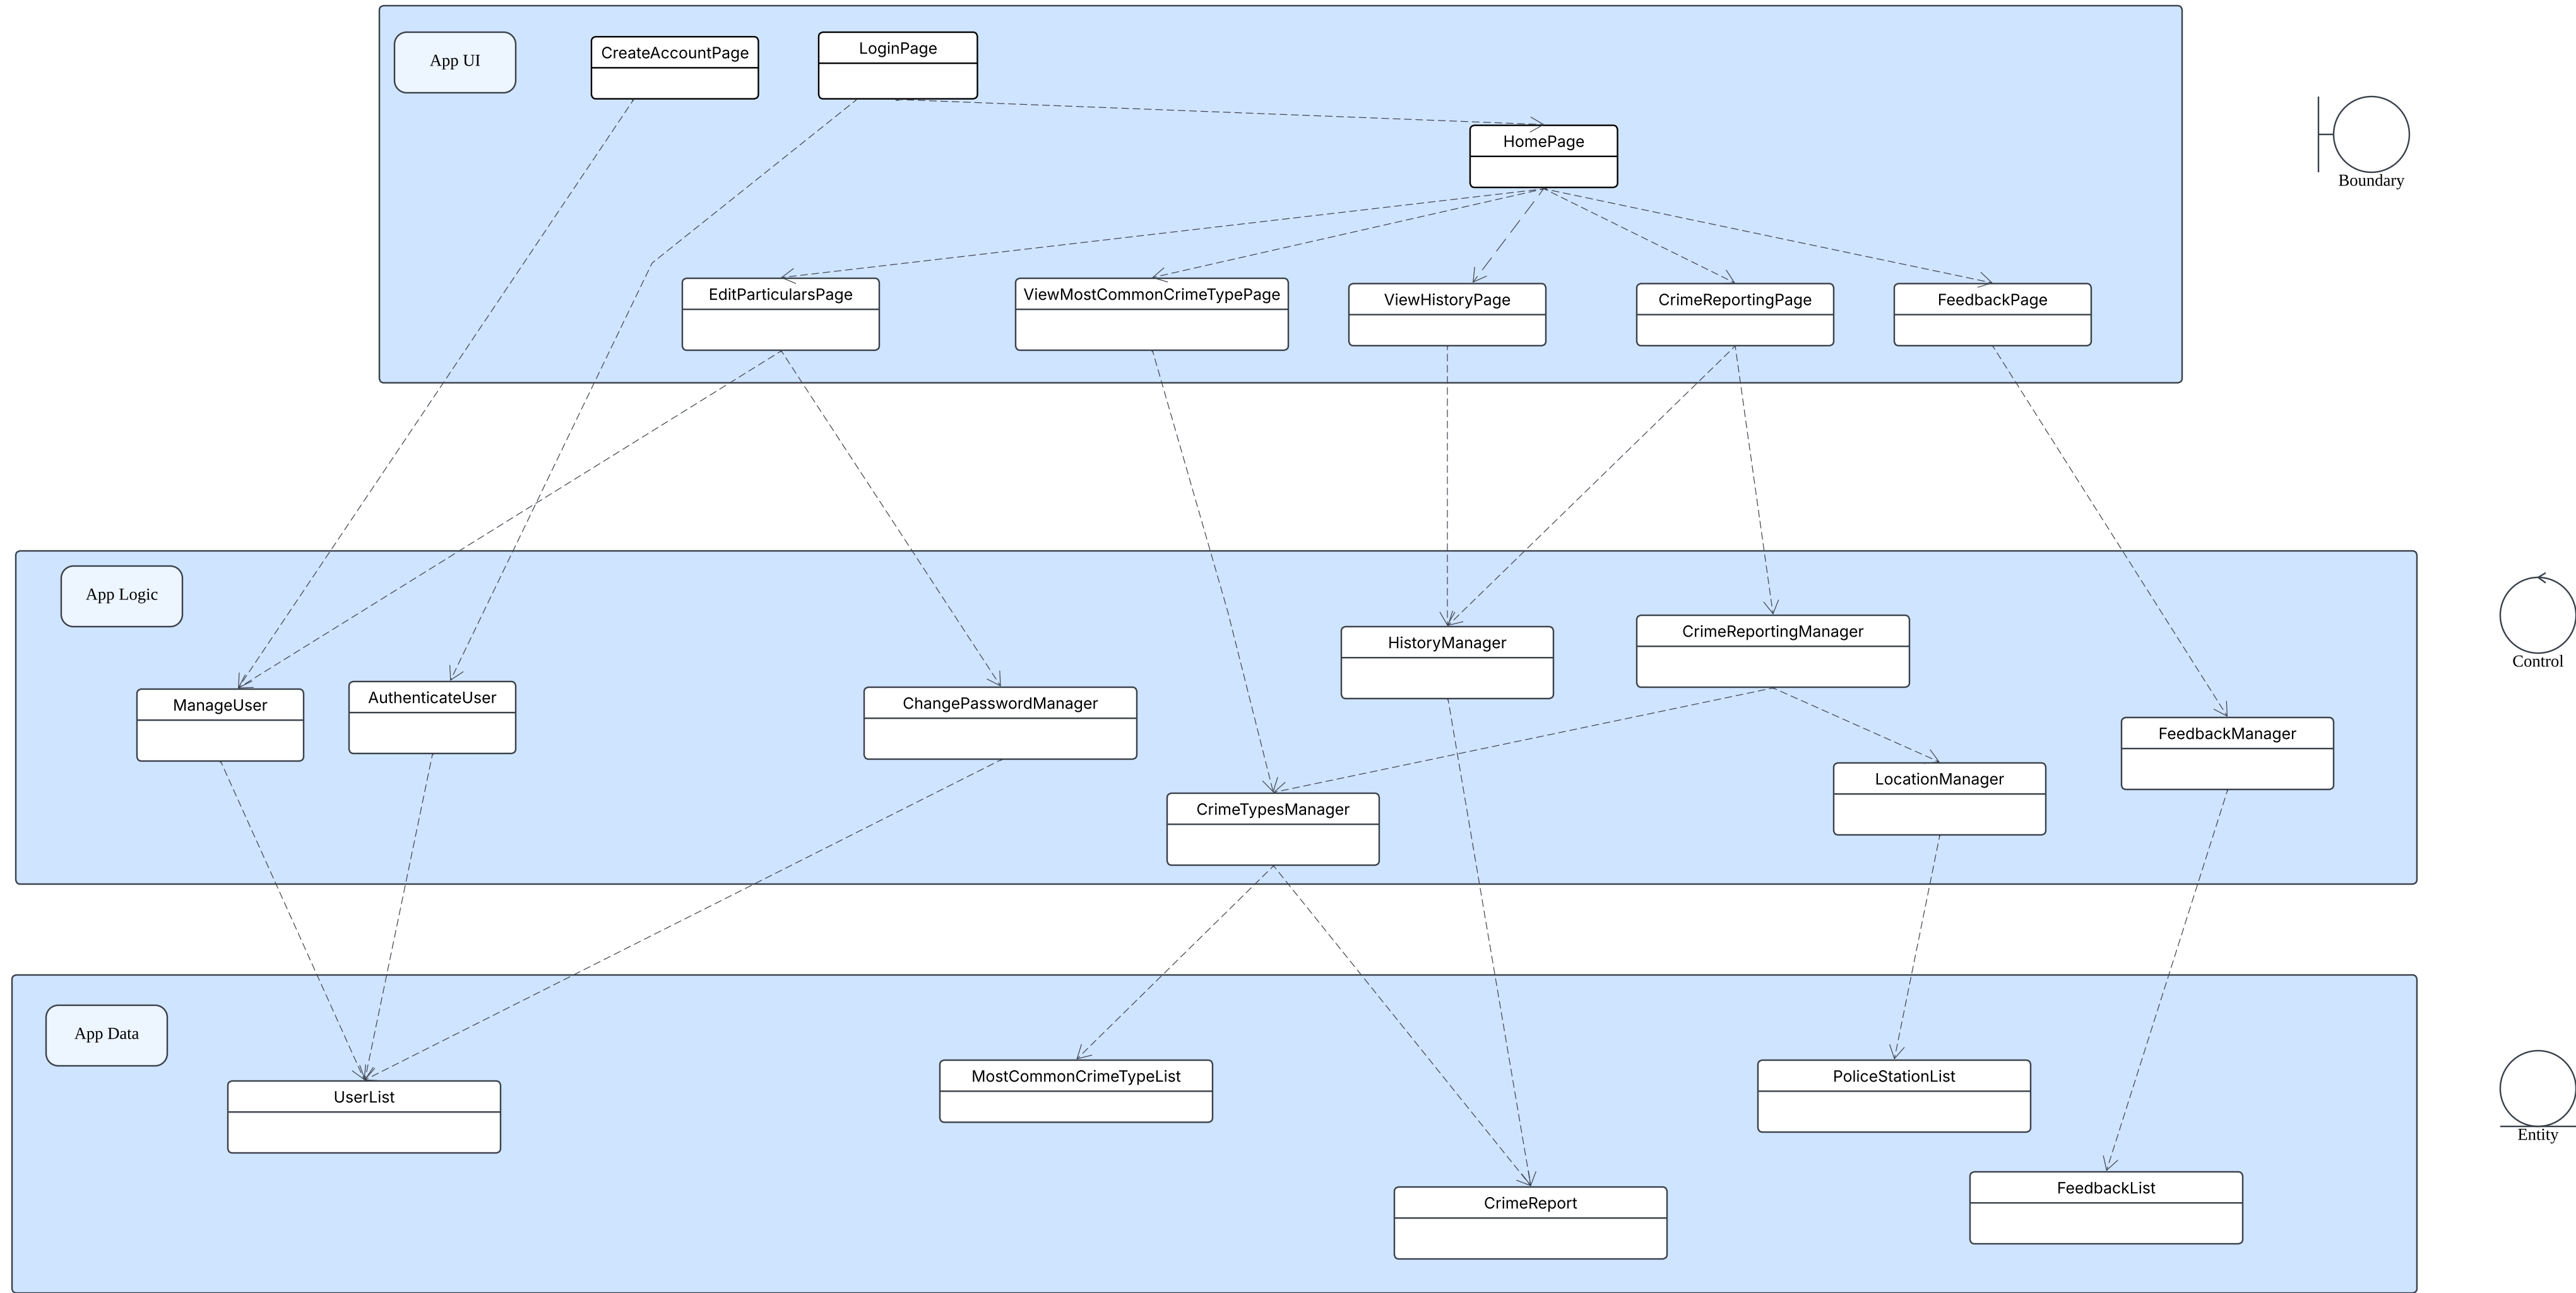 App UI
CreateAccountPage
LoginPage
HomePage
Boundary
EditParticularsPage
ViewMostCommonCrimeTypePage
ViewHistoryPage
CrimeReportingPage
FeedbackPage
App Logic
Control
ManageUser
AuthenticateUser
ChangePasswordManager
HistoryManager
CrimeReportingManager
FeedbackManager
CrimeTypesManager
LocationManager
App Data
UserList
MostCommonCrimeTypeList
PoliceStationList
Entity
CrimeReport
FeedbackList